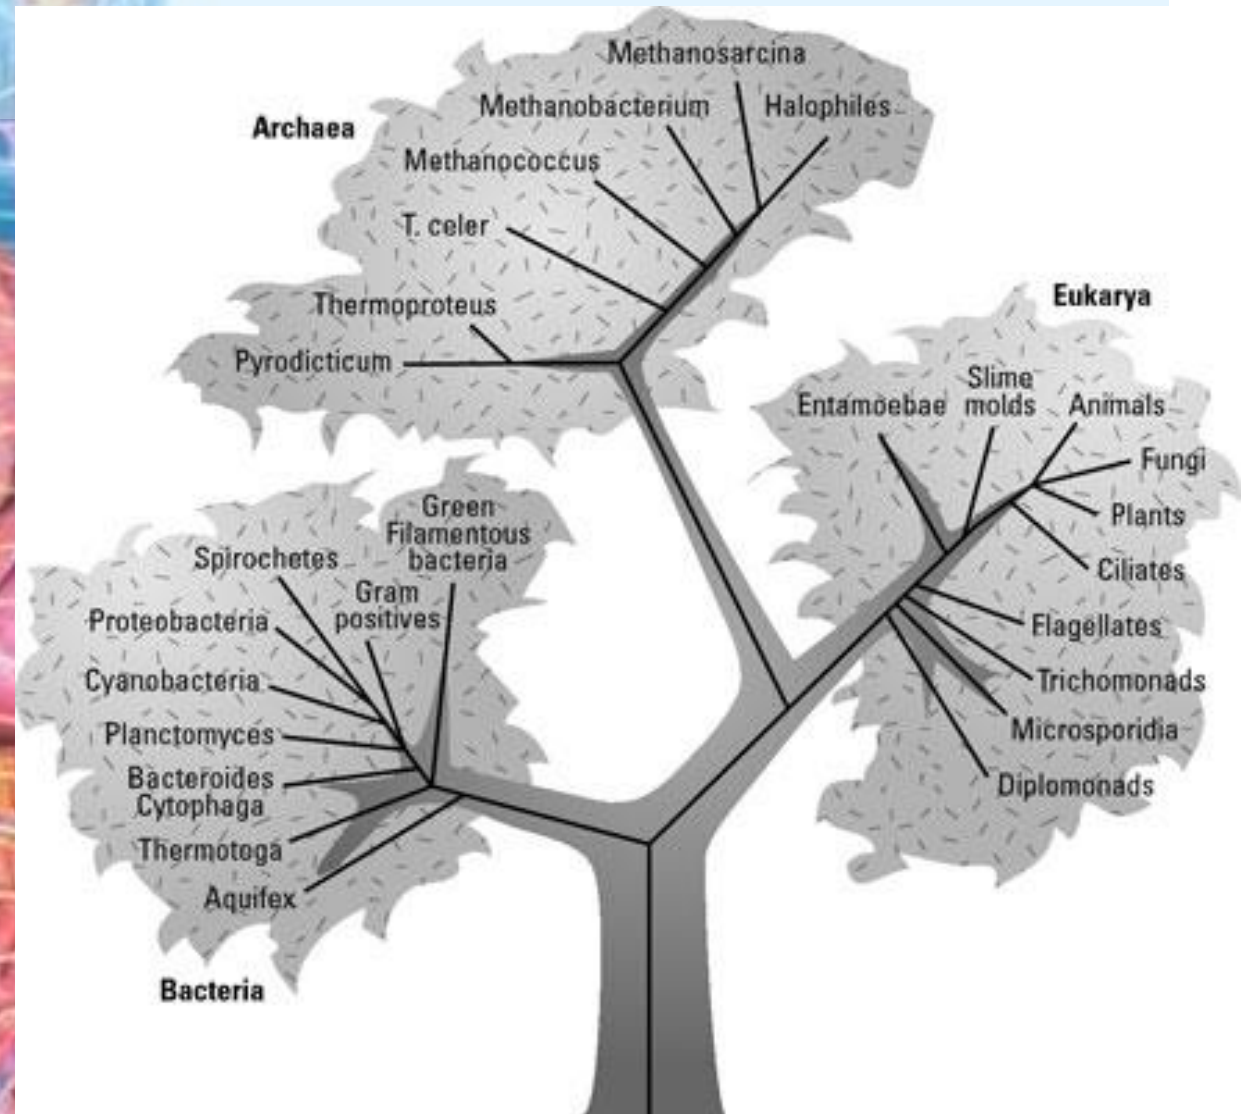 Archaea
Methanosarcina
Methanobacterium
Halophiles
Methanococcus
T. celer
Thermoproteus
Pyrodicticum
Eukarya
Entamoebae
Slime
molds
Animals
Fungi
Plants
Ciliates
Flagellates
Trichomonads
Microsporidia
Diplomonads
Green
Filamentous
bacteria
Spirochetes
Gram
positives
Proteobacteria
Cyanobacteria
Planctomyces
Bacteroides
Cytophaga
Thermotoga
Aquifex
Bacteria